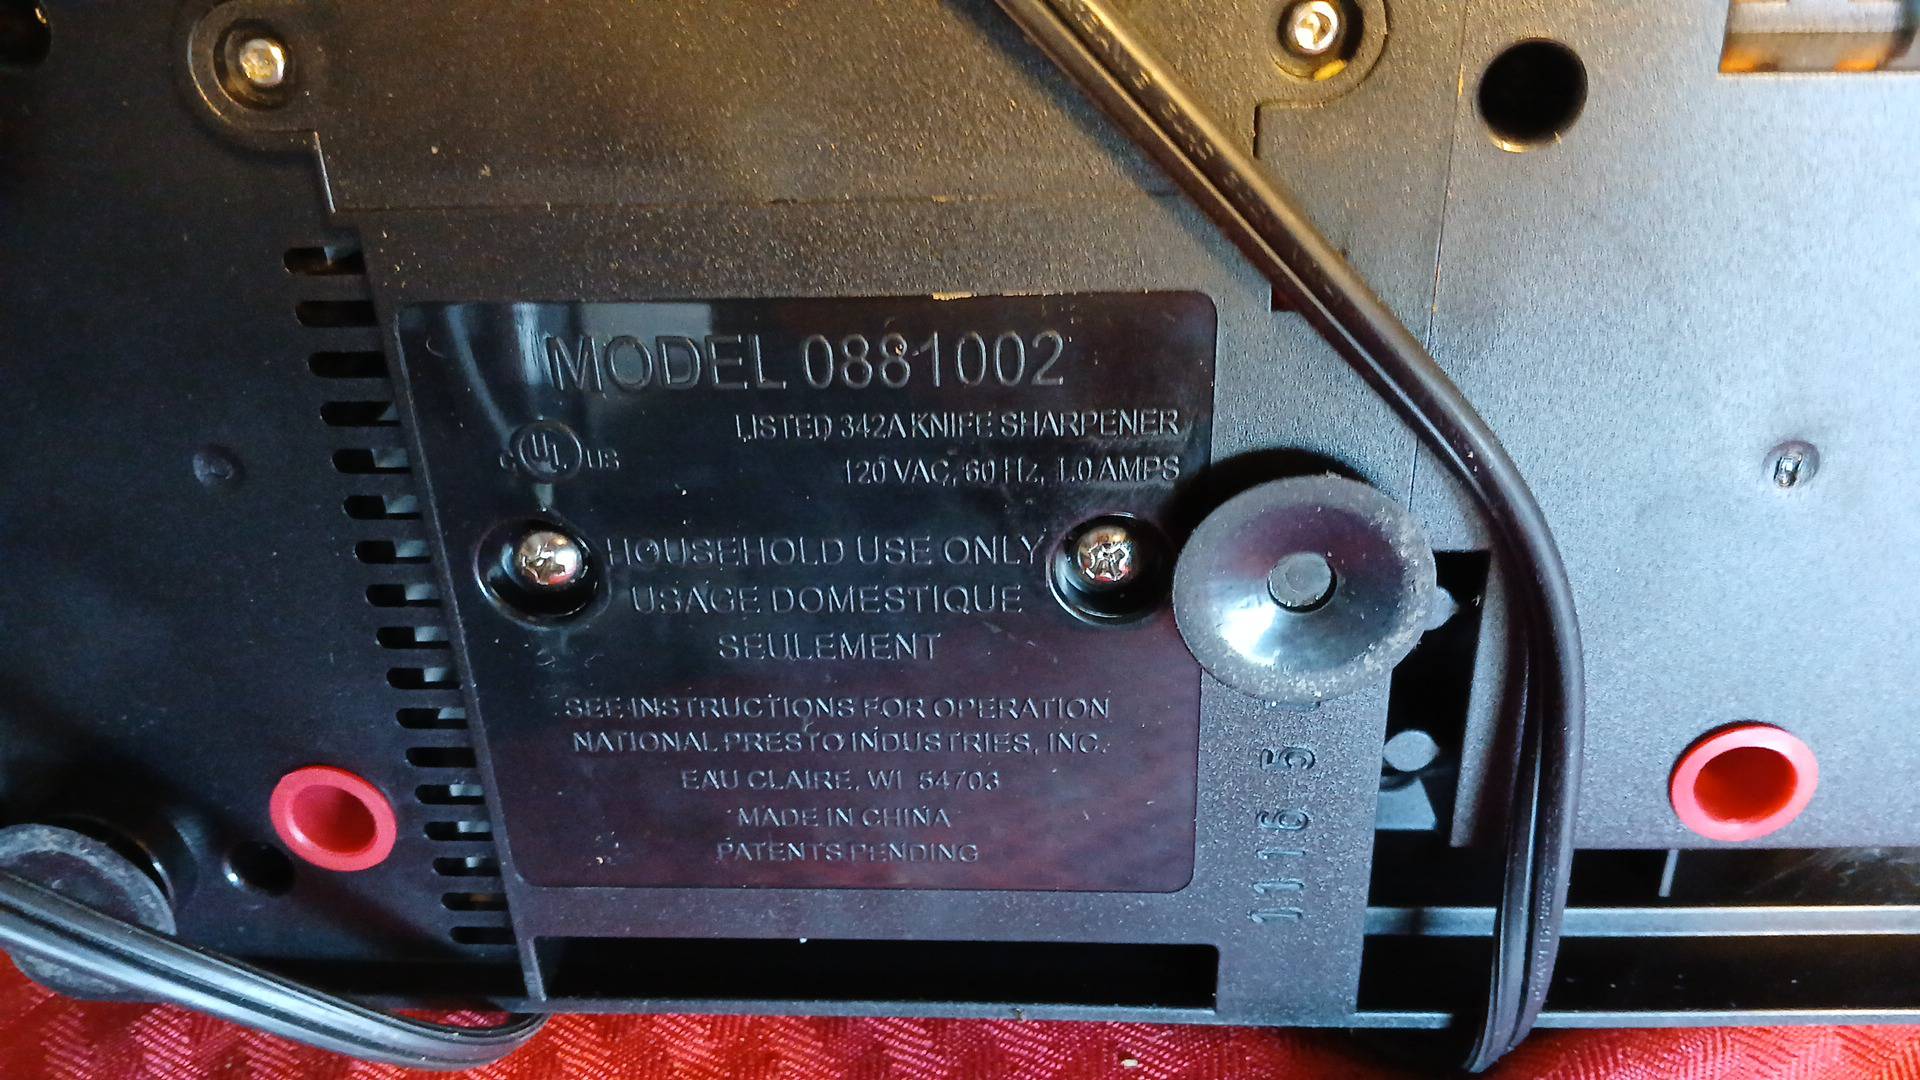 MODEL 0881002
LISTED 342A KNIFE SHARPENER
C UL US
120 VAC, 60 Hz, 1.0 AMPS
HOUSEHOLD USE ONLY
USAGE DOMESTIQUE
SEULEMENT
SEE INSTRUCTIONS FOR OPERATION
NATIONAL PRESTO INDUSTRIES, INC.
EAU CLAIRE, WI 54703
MADE IN CHINA
PATENTS PENDING
1116-5